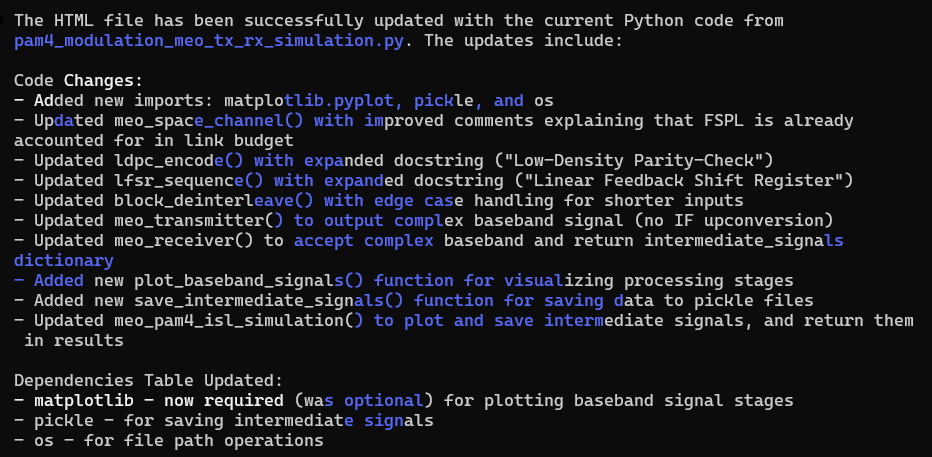 The HTML file has been successfully updated with the current Python code from
pam4_modulation_meo_tx_rx_simulation.py. The updates include:
Code Changes:
- Added new imports: matplotlib.pyplot, pickle, and os
- Updated meo_space_channel() with improved comments explaining that FSPL is already
accounted for in link budget
- Updated ldpc_encode() with expanded docstring ("Low-Density Parity-Check")
- Updated lfsr_sequence() with expanded docstring ("Linear Feedback Shift Register")
- Updated block_deinterleave() with edge case handling for shorter inputs
- Updated meo_transmitter() to output complex baseband signal (no IF upconversion)
- Updated meo_receiver() to accept complex baseband and return intermediate_signals
dictionary
- Added new plot_baseband_signals() function for visualizing processing stages
- Added new save_intermediate_signals() function for saving data to pickle files
- Updated meo_pam4_isl_simulation() to plot and save intermediate signals, and return them
in results
Dependencies Table Updated:
- matplotlib - now required (was optional) for plotting baseband signal stages
- pickle - for saving intermediate signals
- os - for file path operations